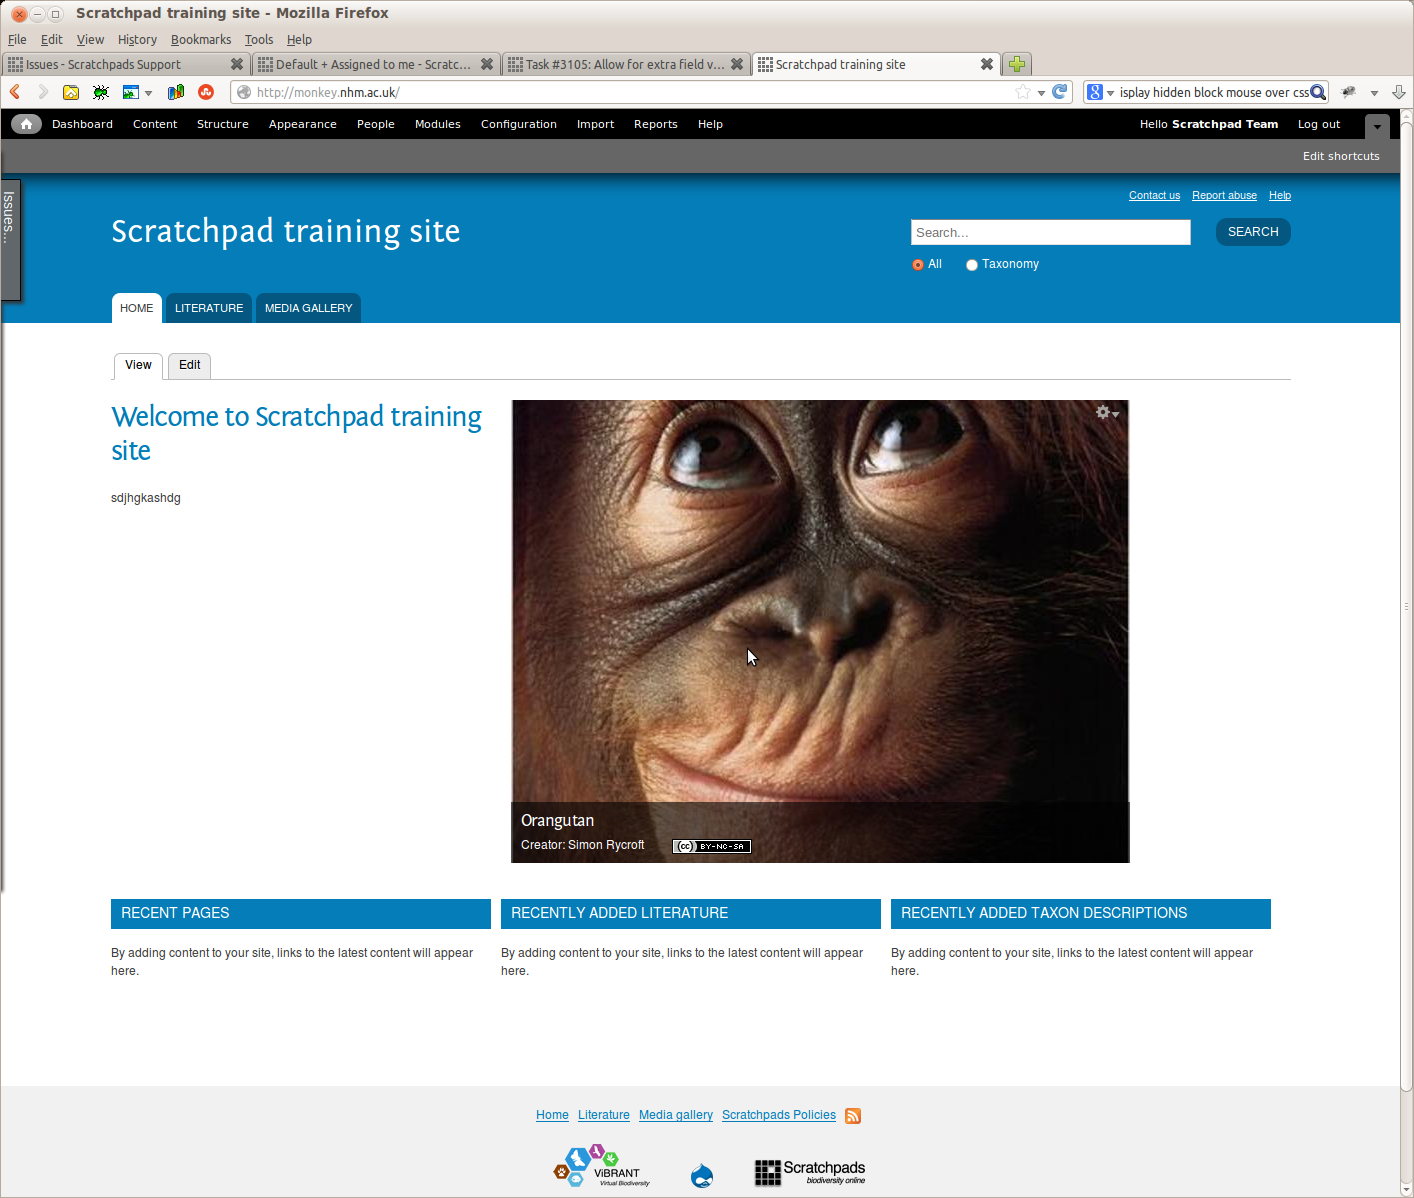 Scratchpad training site - Mozilla Firefox
File Edit View History Bookmarks Tools Help
Issues - Scratchpads Support
Default + Assigned to me - Scratc...
Task #3105: Allow for extra field v...
Scratchpad training site
http://monkey.nhm.ac.uk/
isplay hidden block mouse over css
Dashboard Content Structure Appearance People Modules Configuration Import Reports Help
Hello Scratchpad Team Log out
Edit shortcuts
Issues...
Contact us Report abuse Help
Scratchpad training site
Search...
SEARCH
All Taxonomy
HOME LITERATURE MEDIA GALLERY
View Edit
Welcome to Scratchpad training
site
sdjhgkashdg
Orangutan
Creator: Simon Rycroft
cc BY-NC-SA
RECENT PAGES
By adding content to your site, links to the latest content will appear
here.
RECENTLY ADDED LITERATURE
By adding content to your site, links to the latest content will appear
here.
RECENTLY ADDED TAXON DESCRIPTIONS
By adding content to your site, links to the latest content will appear
here.
Home Literature Media gallery Scratchpads Policies
ViBRANT
Virtual Biodiversity
Scratchpads
biodiversity online